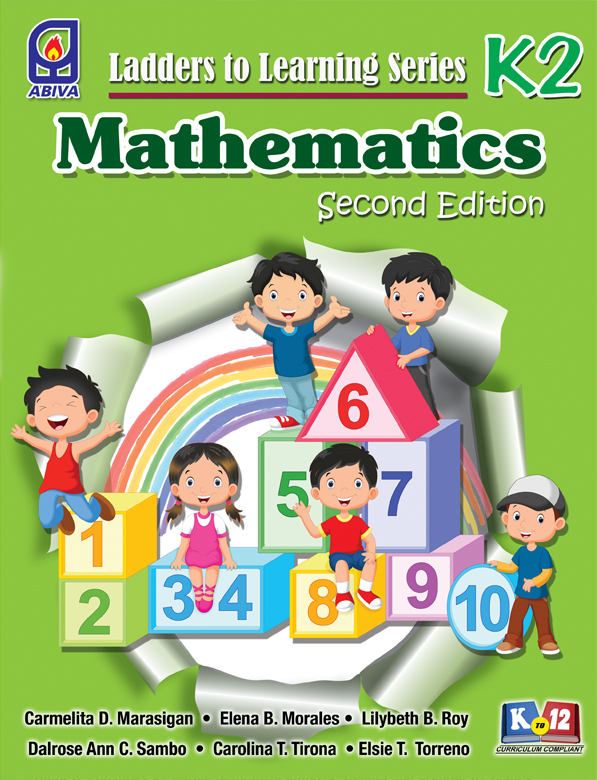 ABIVA
Ladders to Learning Series
K2
Mathematics
Second Edition
6
5 7
1
2
3 4
8
9
10
Carmelita D. Marasigan • Elena B. Morales • Lilybeth B. Roy
Dalrose Ann C. Sambo • Carolina T. Tirona • Elsie T. Torreno
K TO 12
CURRICULUM COMPLIANT